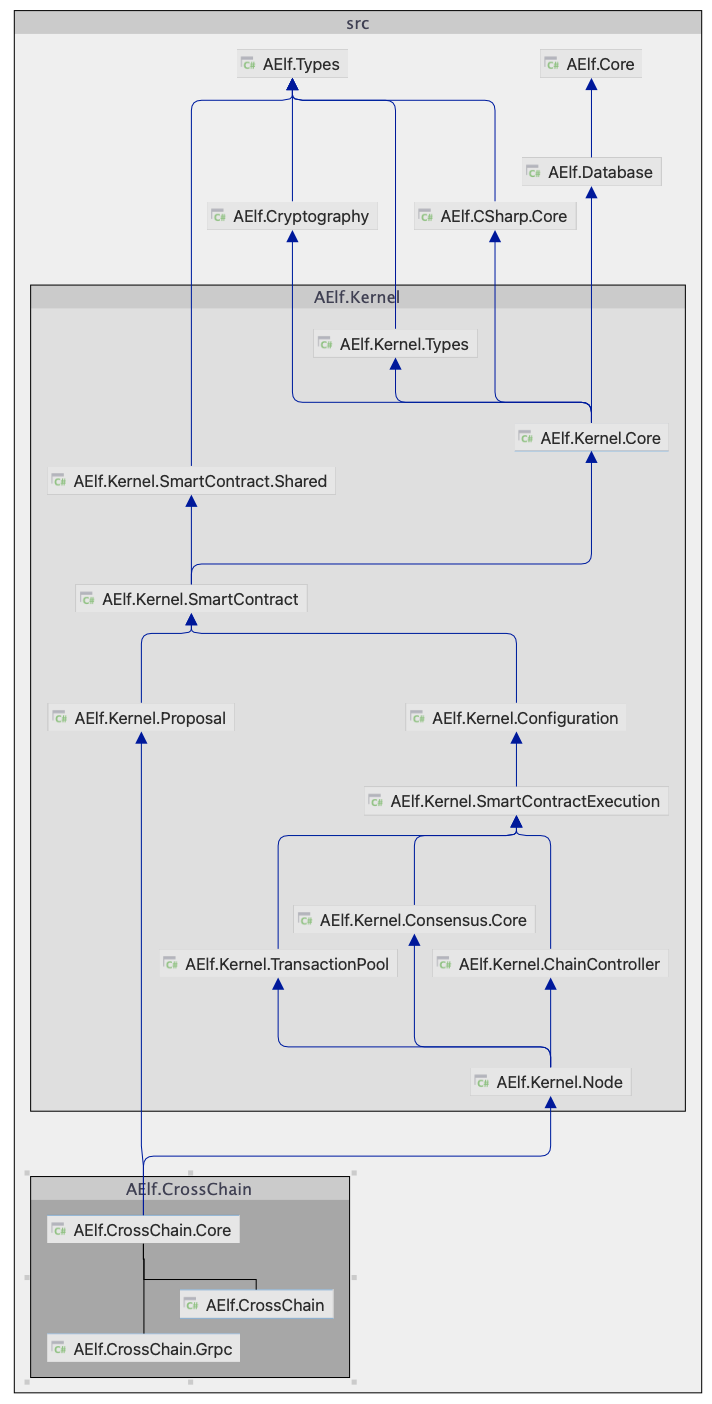 src
C# AElf.Types
C# AElf.Core
C# AElf.Database
C# AElf.Cryptography
C# AElf.CSharp.Core
AElf.Kernel
C# AElf.Kernel.Types
C# AElf.Kernel.Core
C# AElf.Kernel.SmartContract.Shared
C# AElf.Kernel.SmartContract
C# AElf.Kernel.Proposal
C# AElf.Kernel.Configuration
C# AElf.Kernel.SmartContractExecution
C# AElf.Kernel.Consensus.Core
C# AElf.Kernel.TransactionPool
C# AElf.Kernel.ChainController
C# AElf.Kernel.Node
AElf.CrossChain
C# AElf.CrossChain.Core
C# AElf.CrossChain
C# AElf.CrossChain.Grpc